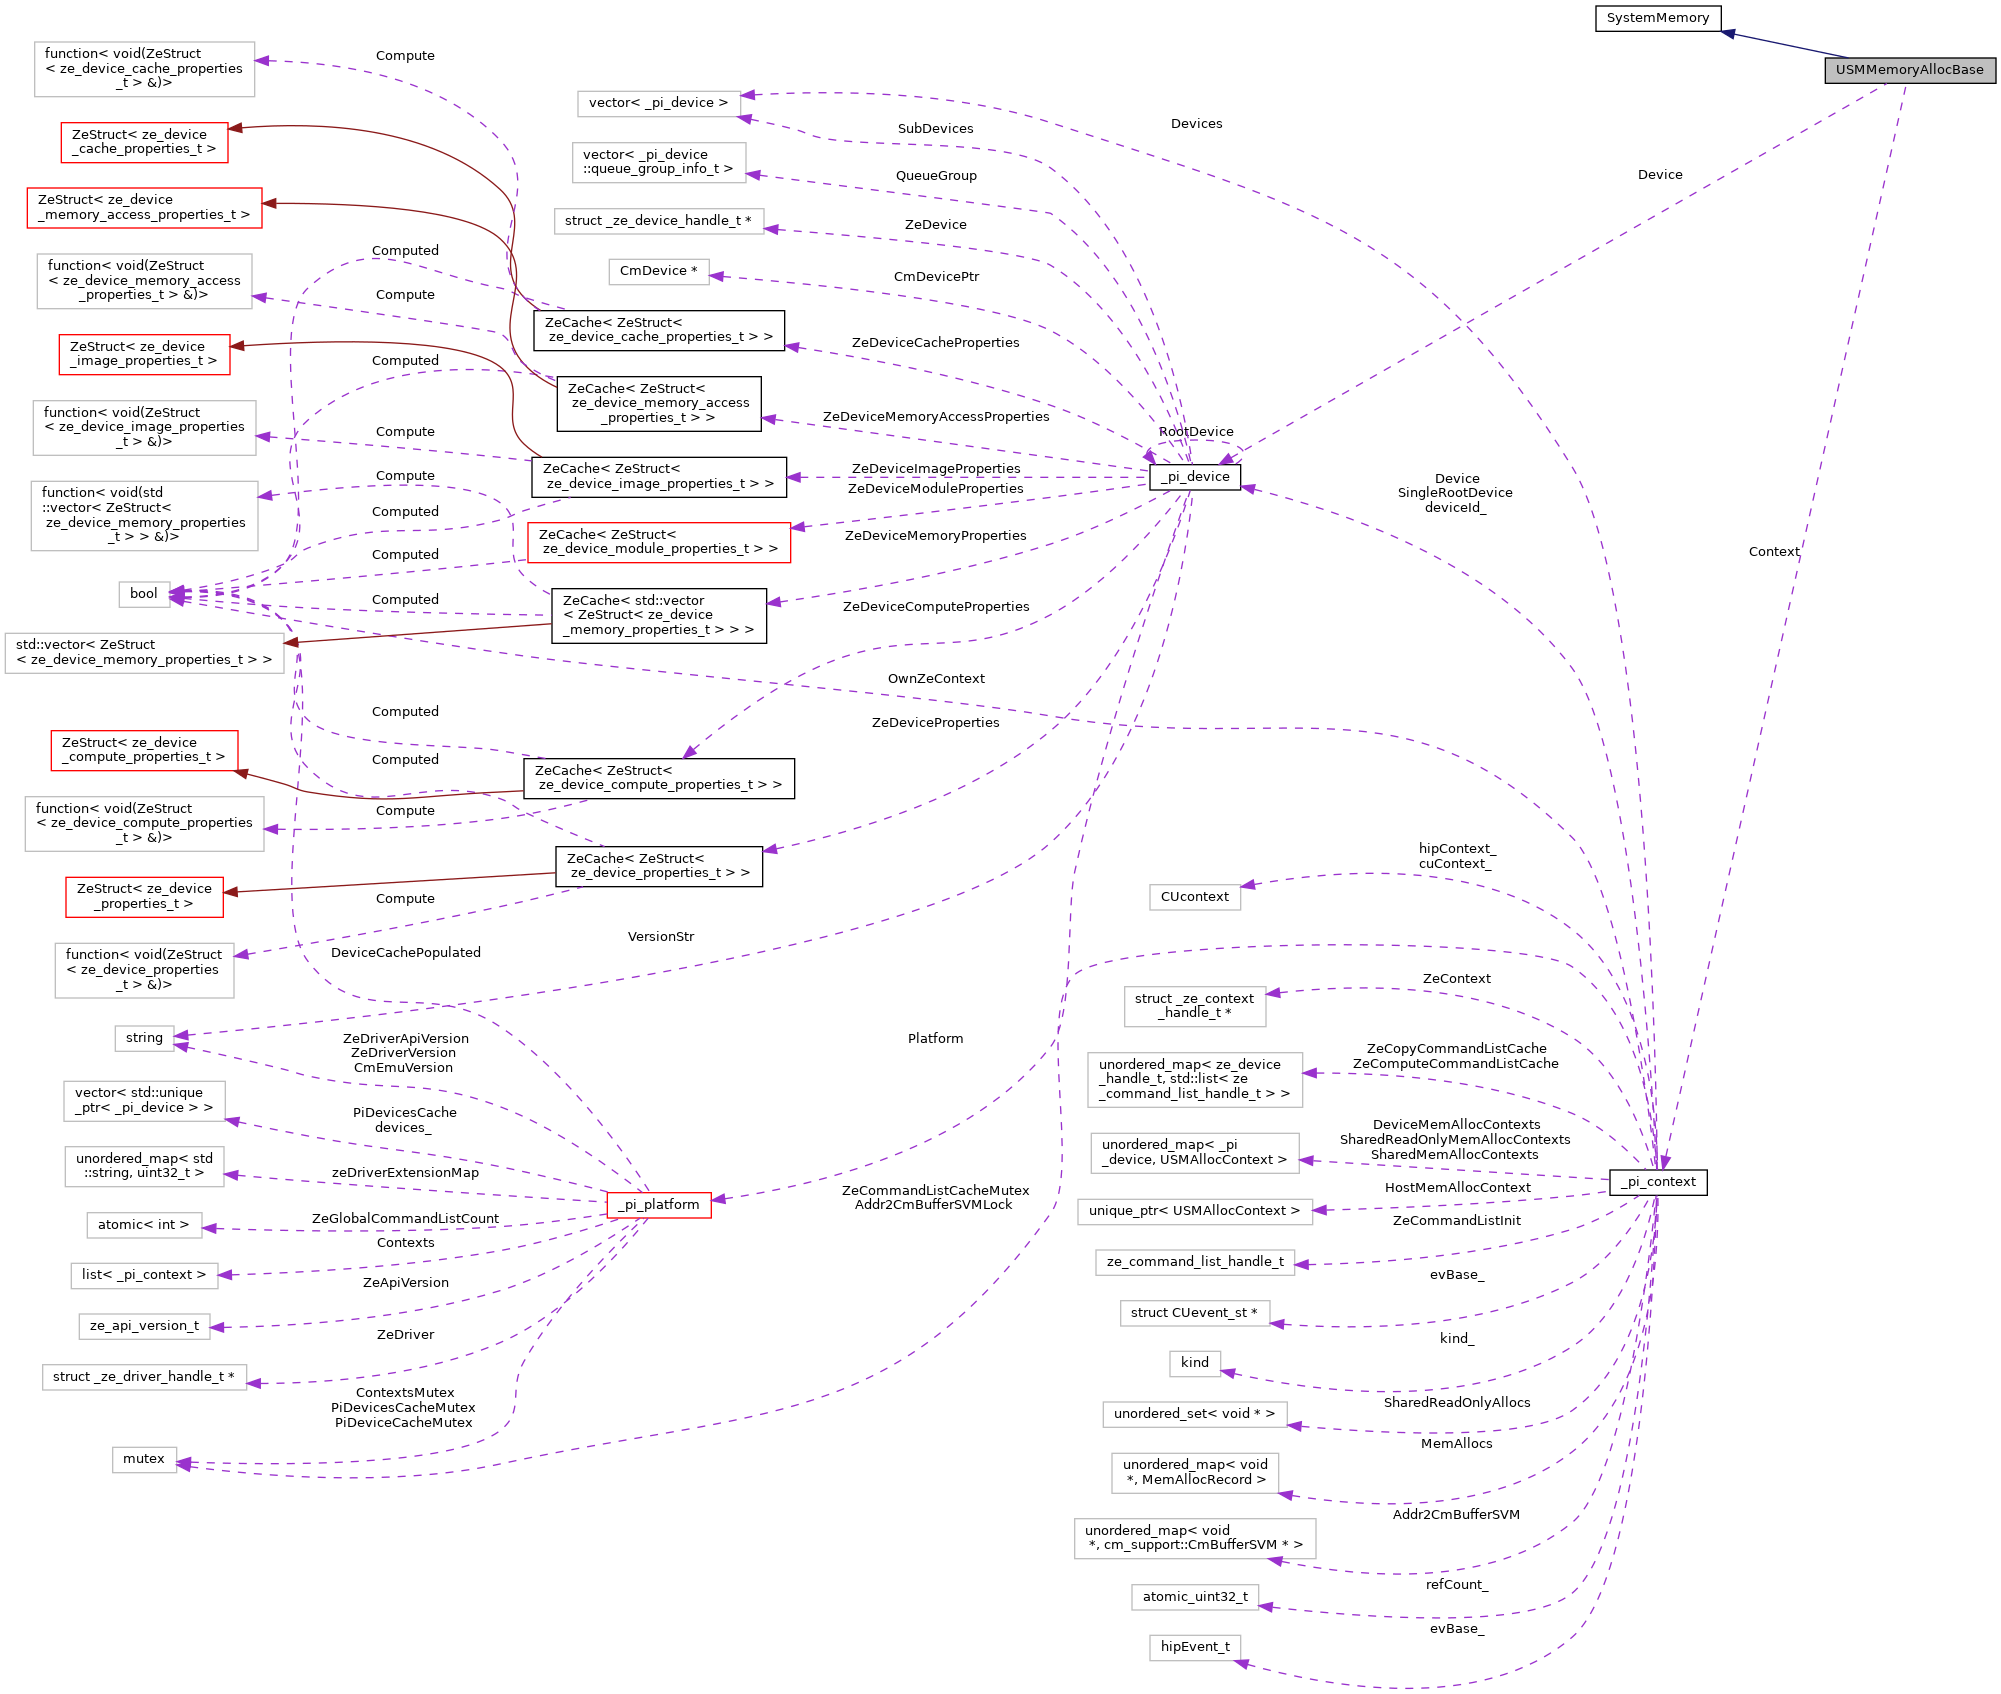 SystemMemory
USMMemoryAllocBase
function< void(ZeStruct
< ze_device_cache_properties
_t > &)>
Compute
ZeStruct< ze_device
_cache_properties_t >
ZeStruct< ze_device
_memory_access_properties_t >
function< void(ZeStruct
< ze_device_memory_access
_properties_t > &)>
Computed
Compute
ZeStruct< ze_device
_image_properties_t >
Computed
function< void(ZeStruct
< ze_device_image_properties
_t > &)>
Compute
function< void(std
::vector< ZeStruct<
ze_device_memory_properties
_t > > &)>
Compute
Computed
Computed
bool
Computed
std::vector< ZeStruct
< ze_device_memory_properties_t > >
Computed
ZeStruct< ze_device
_compute_properties_t >
Computed
function< void(ZeStruct
< ze_device_compute_properties
_t > &)>
Compute
ZeStruct< ze_device
_properties_t >
Compute
function< void(ZeStruct
< ze_device_properties
_t > &)>
DeviceCachePopulated
string
ZeDriverApiVersion
ZeDriverVersion
CmEmuVersion
vector< std::unique
_ptr< _pi_device > >
PiDevicesCache
devices_
unordered_map< std
::string, uint32_t >
zeDriverExtensionMap
atomic< int >
ZeGlobalCommandListCount
list< _pi_context >
Contexts
ze_api_version_t
ZeApiVersion
struct _ze_driver_handle_t *
ZeDriver
ContextsMutex
PiDevicesCacheMutex
PiDeviceCacheMutex
mutex
vector< _pi_device >
vector< _pi_device
::queue_group_info_t >
struct _ze_device_handle_t *
CmDevice *
ZeCache< ZeStruct<
ze_device_cache_properties_t > >
ZeCache< ZeStruct<
ze_device_memory_access
_properties_t > >
ZeCache< ZeStruct<
ze_device_image_properties_t > >
ZeCache< ZeStruct<
ze_device_module_properties_t > >
ZeCache< std::vector
< ZeStruct< ze_device
_memory_properties_t > > >
ZeCache< ZeStruct<
ze_device_compute_properties_t > >
ZeCache< ZeStruct<
ze_device_properties_t > >
VersionStr
_pi_platform
SubDevices
QueueGroup
ZeDevice
CmDevicePtr
ZeDeviceCacheProperties
ZeDeviceMemoryAccessProperties
ZeDeviceImageProperties
ZeDeviceModuleProperties
ZeDeviceMemoryProperties
ZeDeviceComputeProperties
OwnZeContext
ZeDeviceProperties
Platform
ZeCommandListCacheMutex
Addr2CmBufferSVMLock
Devices
RootDevice
_pi_device
Device
Device
SingleRootDevice
deviceId_
Context
hipContext_
cuContext_
CUcontext
ZeContext
struct _ze_context
_handle_t *
ZeCopyCommandListCache
ZeComputeCommandListCache
unordered_map< ze_device
_handle_t, std::list< ze
_command_list_handle_t > >
DeviceMemAllocContexts
SharedReadOnlyMemAllocContexts
SharedMemAllocContexts
unordered_map< _pi
_device, USMAllocContext >
_pi_context
HostMemAllocContext
unique_ptr< USMAllocContext >
ZeCommandListInit
ze_command_list_handle_t
evBase_
struct CUevent_st *
kind_
kind
SharedReadOnlyAllocs
unordered_set< void * >
MemAllocs
unordered_map< void
*, MemAllocRecord >
Addr2CmBufferSVM
unordered_map< void
*, cm_support::CmBufferSVM * >
refCount_
atomic_uint32_t
evBase_
hipEvent_t